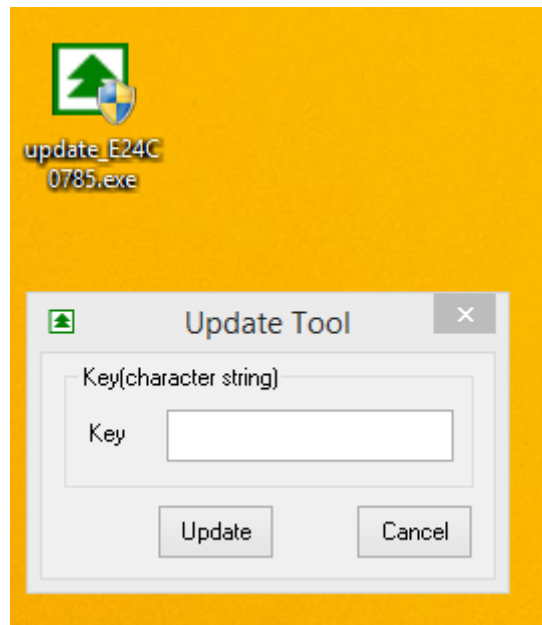 update_E24C
0785.exe
Update Tool
Key(character string)
Key
Update
Cancel